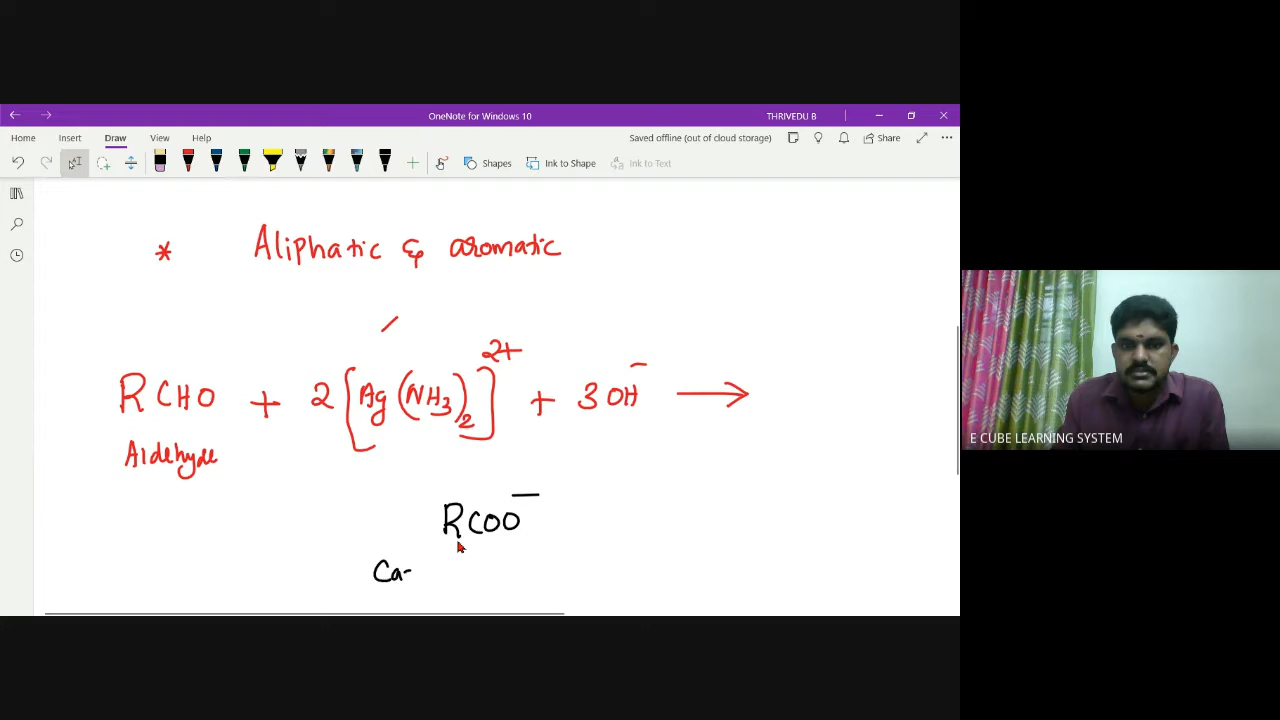 OneNote for Windows 10
THRIVEDU B
Home Insert Draw View Help
Saved offline (out of cloud storage)
Share
Shapes
Ink to Shape
Ink to Text
* Aliphatic & aromatic
RCHO + 2[Ag(NH3)2]2+ + 3OH− →
Aldehyde
RCOO−
Ca-
E CUBE LEARNING SYSTEM